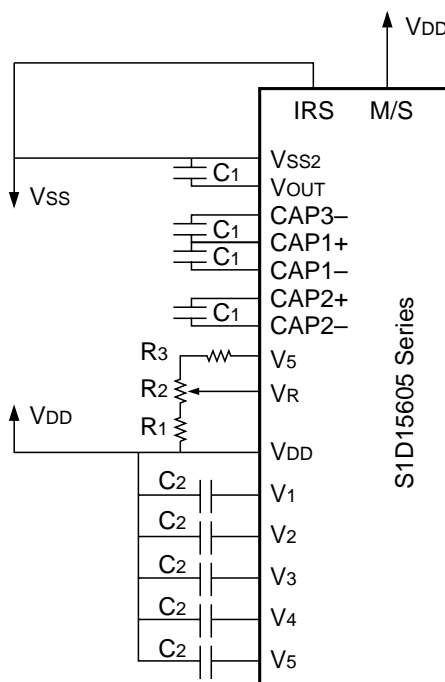 VDD
IRS M/S
VSS2
C1
VSS
VOUT
CAP3–
C1
CAP1+
C1
CAP1–
CAP2+
C1
CAP2–
R3
V5
R2
VR
VDD
R1
VDD
S1D15605 Series
C2
V1
C2
V2
C2
V3
C2
V4
C2
V5